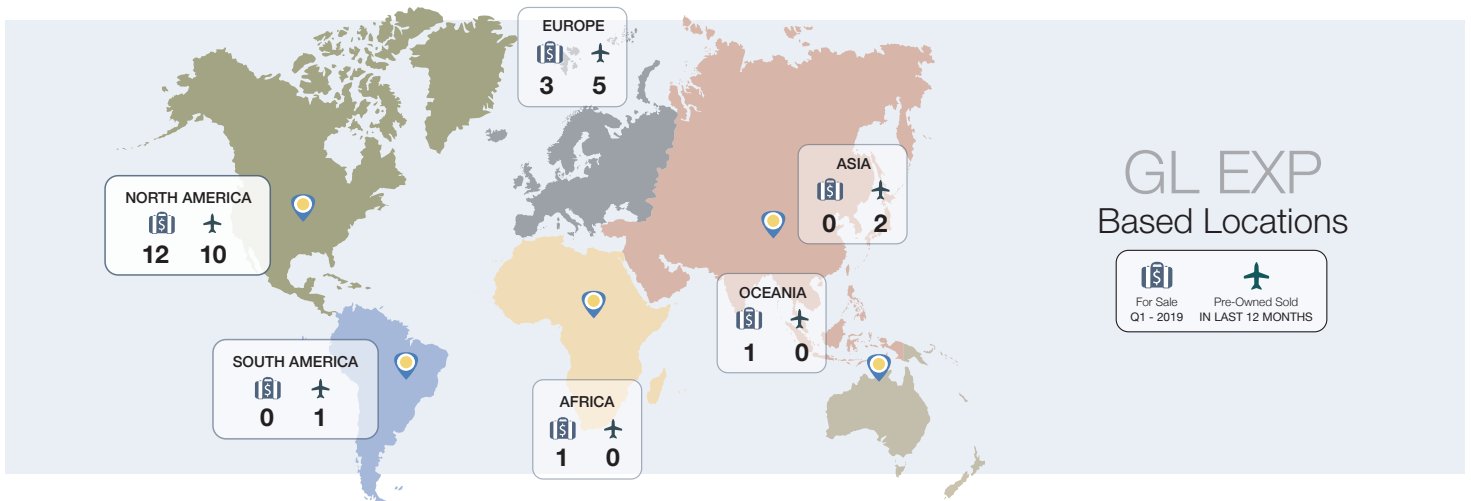 EUROPE
3 5
NORTH AMERICA
12 10
ASIA
0 2
OCEANIA
1 0
SOUTH AMERICA
0 1
AFRICA
1 0
GL EXP
Based Locations
$
For Sale
Q1 - 2019
Pre-Owned Sold
IN LAST 12 MONTHS